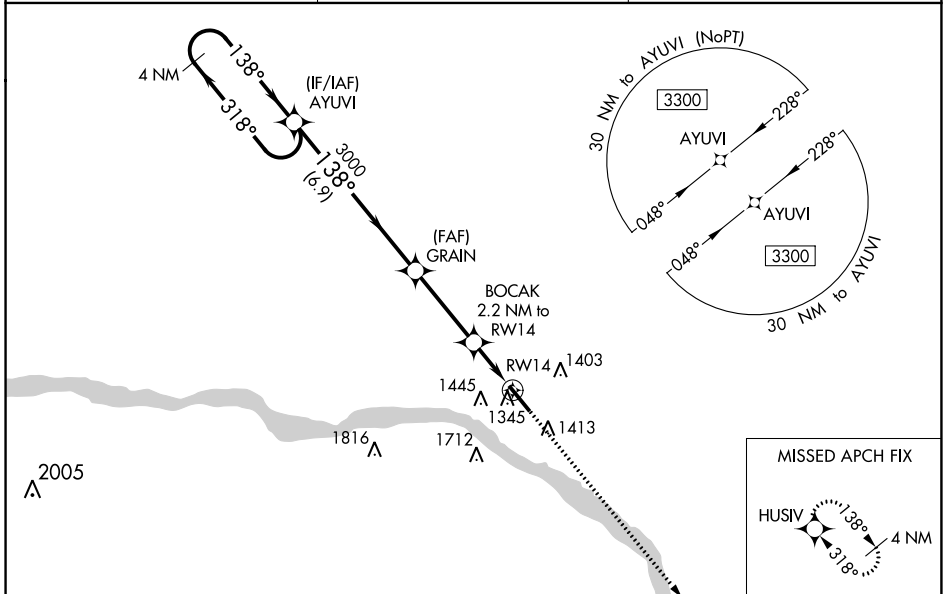 138°
4 NM
318°
(IF/IAF)
AYUVI
3000
138°
(6.9)
(FAF)
GRAIN
BOCAK
2.2 NM to
RW14
RW14
1403
1445
1345
1413
1816
1712
2005
30 NM to AYUVI (NoPT)
3300
228°
AYUVI
048°
228°
AYUVI
048°
3300
30 NM to AYUVI
MISSED APCH FIX
HUSIV
138°
4 NM
318°